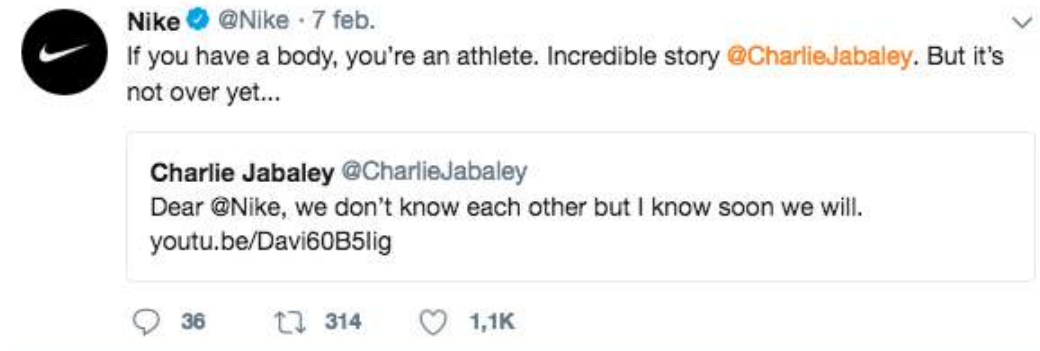 Nike @Nike · 7 feb.
If you have a body, you're an athlete. Incredible story @CharlieJabaley. But it's
not over yet...
Charlie Jabaley @CharlieJabaley
Dear @Nike, we don't know each other but I know soon we will.
youtu.be/Davi60B5lig
36 314 1,1K